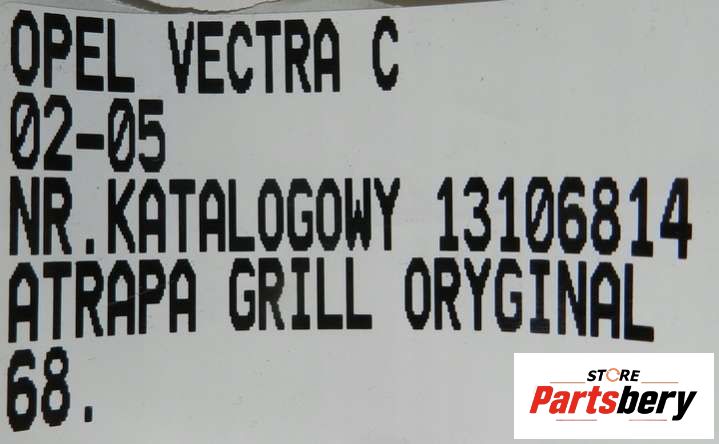 OPEL VECTRA C
02-05
NR.KATALOGOWY 13106814
ATRAPA GRILL ORYGINAL
68.
STORE
Partsbery